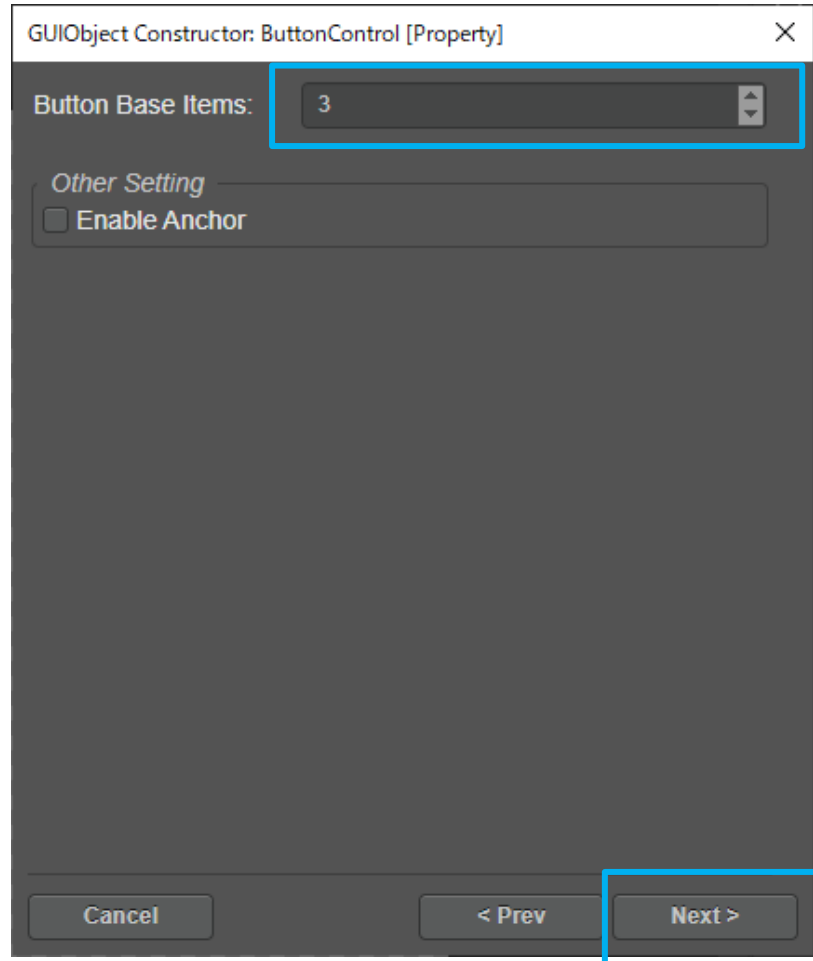 GUIObject Constructor: ButtonControl [Property]
Button Base Items: 3
Other Setting
Enable Anchor
Cancel < Prev Next >